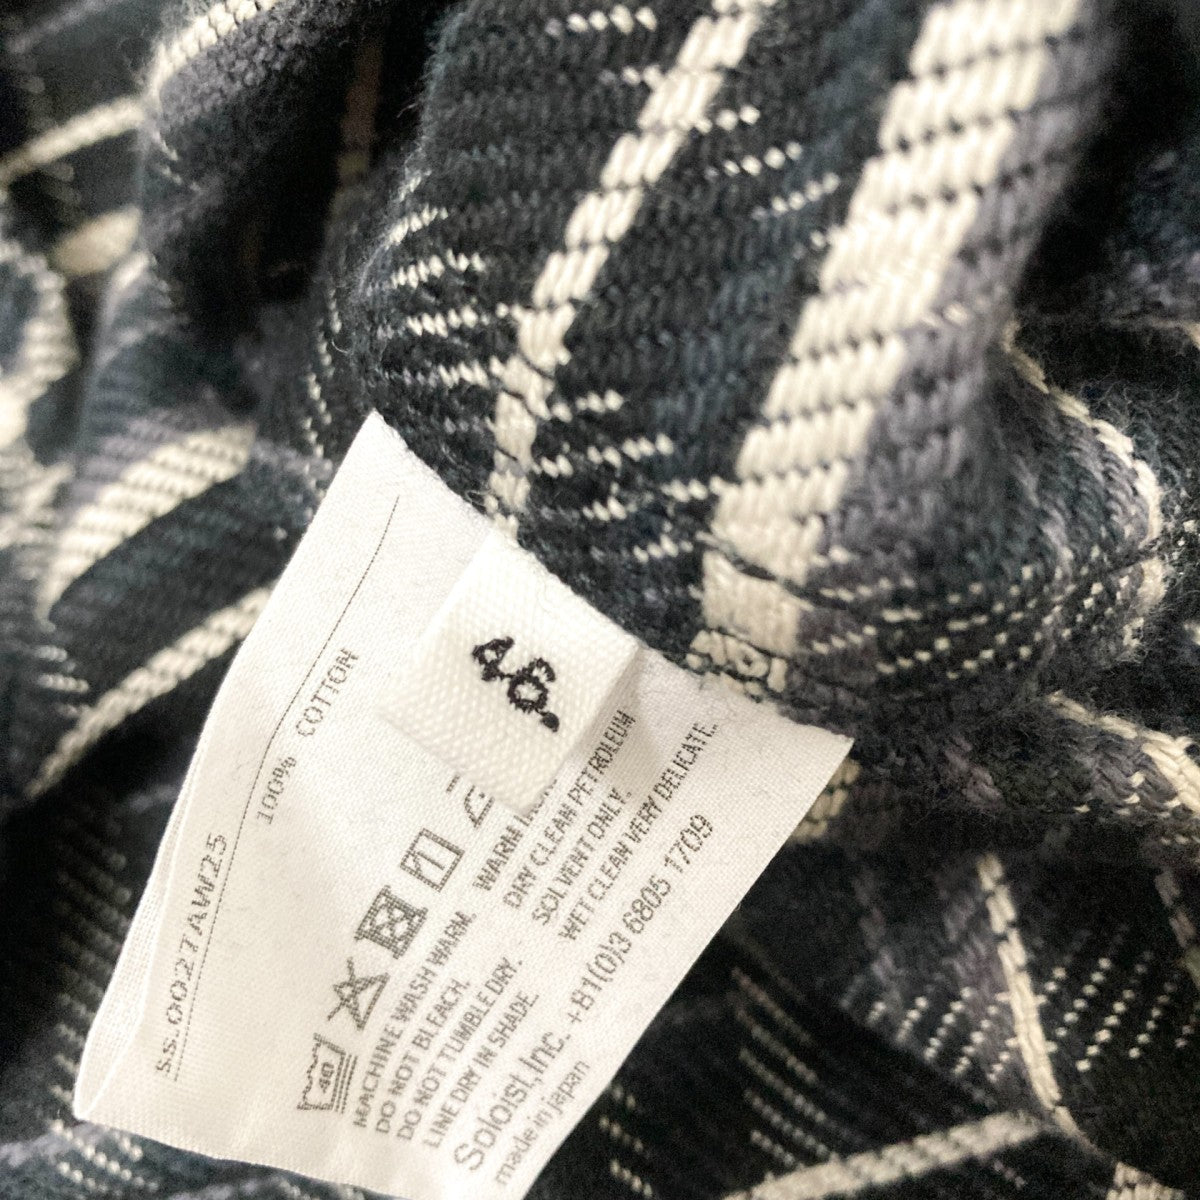 46
s.s.0027AW25
100% COTTON
40
MACHINE WASH WARM.
DO NOT BLEACH.
DO NOT TUMBLE DRY.
LINE DRY IN SHADE.
WARM
DRY CLEAN PETROLEUM
SOLVENT ONLY.
WET CLEAN VERY DELICATE.
Soloist, Inc. +81(0)3 6805 1709
made in Japan